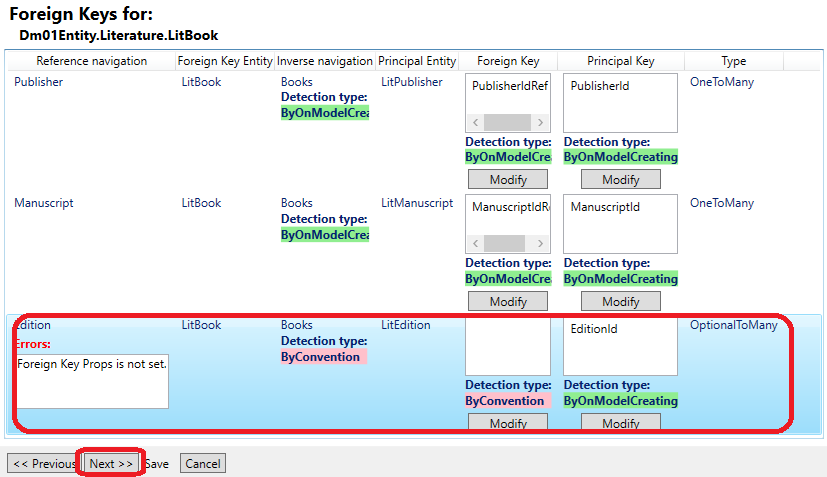 Foreign Keys for:
Dm01Entity.Literature.LitBook
Reference navigation Foreign Key Entity Inverse navigation Principal Entity Foreign Key Principal Key Type
Publisher LitBook Books LitPublisher PublisherIdRef PublisherId OneToMany
Detection type:
ByOnModelCrea
Detection type: Detection type:
ByOnModelCrea ByOnModelCreating
Modify Modify
Manuscript LitBook Books LitManuscript ManuscriptIdRe ManuscriptId OneToMany
Detection type:
ByOnModelCrea
Detection type: Detection type:
ByOnModelCrea ByOnModelCreating
Modify Modify
Edition LitBook Books LitEdition EditionId OptionalToMany
Errors: Detection type:
Foreign Key Props is not set. ByConvention
Detection type: Detection type:
ByConvention ByOnModelCreating
Modify Modify
<< Previous Next >> Save Cancel